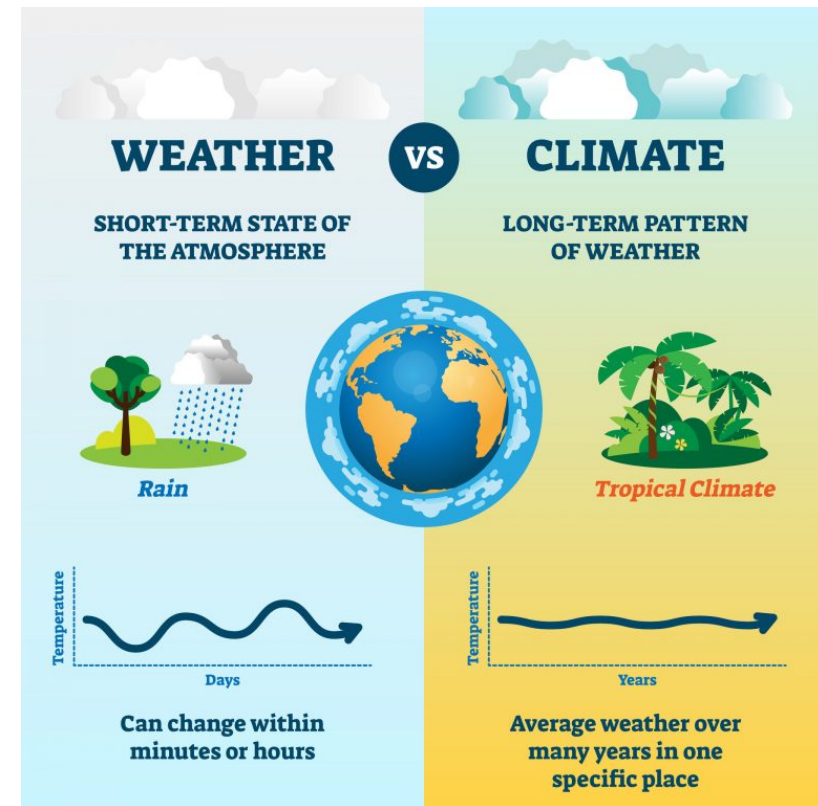 WEATHER
VS
CLIMATE
SHORT-TERM STATE OF
THE ATMOSPHERE
LONG-TERM PATTERN
OF WEATHER
Rain
Tropical Climate
Temperature
Days
Temperature
Years
Can change within
minutes or hours
Average weather over
many years in one
specific place